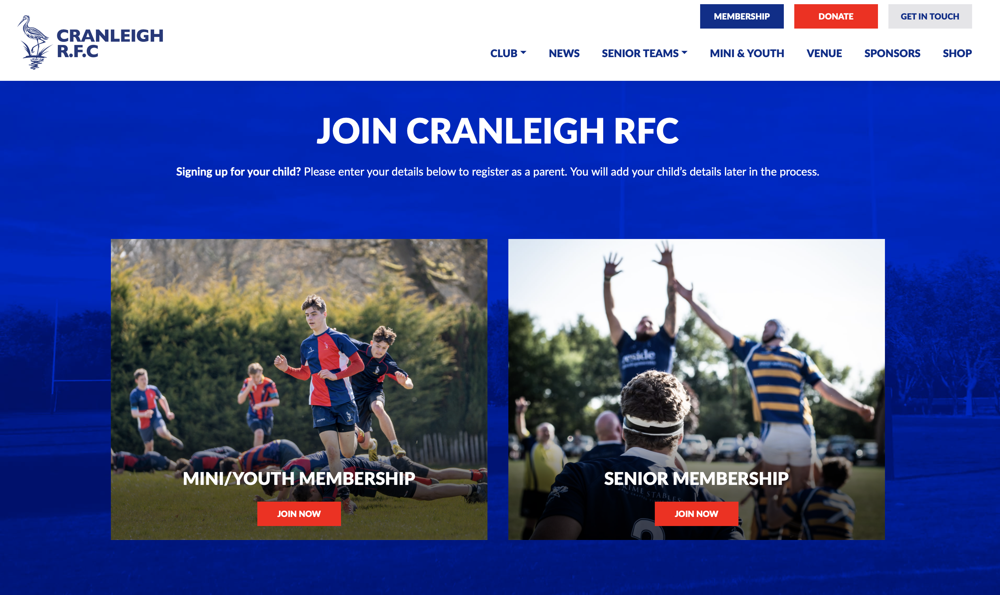 MEMBERSHIP
DONATE
GET IN TOUCH
CRANLEIGH
R.F.C
CLUB
NEWS
SENIOR TEAMS
MINI & YOUTH
VENUE
SPONSORS
SHOP
JOIN CRANLEIGH RFC
Signing up for your child? Please enter your details below to register as a parent. You will add your child’s details later in the process.
MINI/YOUTH MEMBERSHIP
JOIN NOW
SENIOR MEMBERSHIP
JOIN NOW